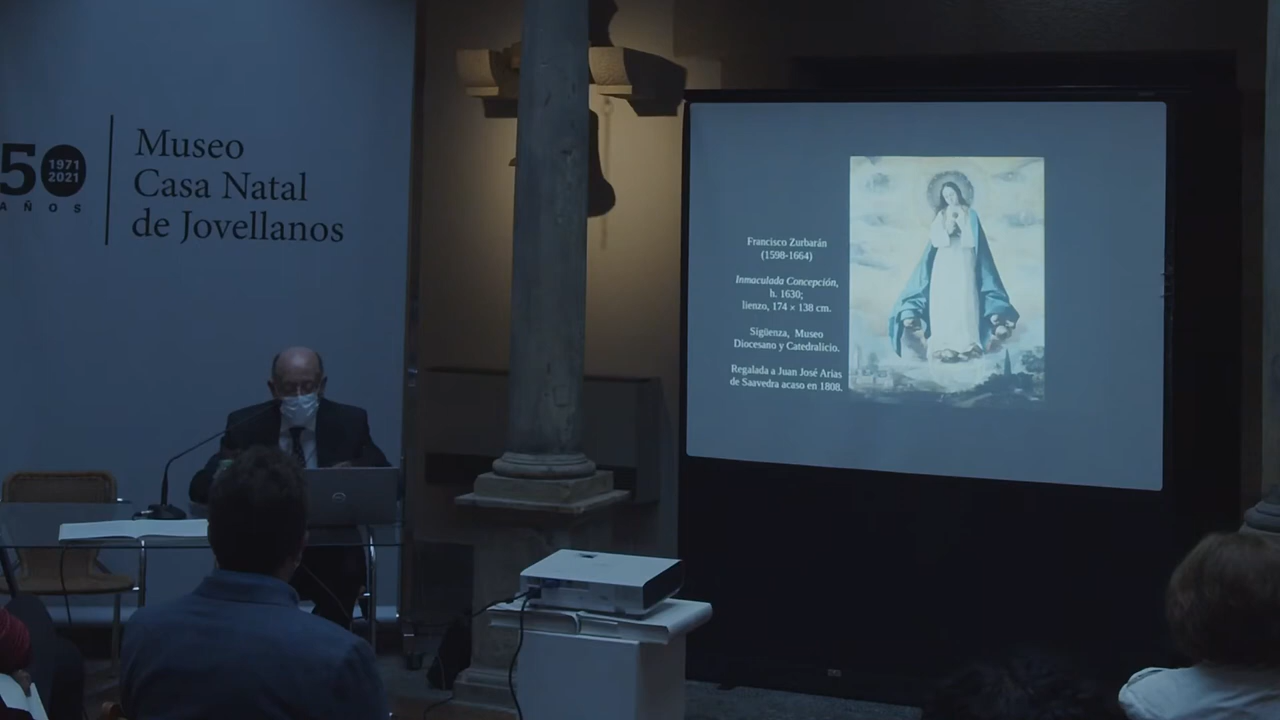 50
1971
2021
AÑOS
Museo
Casa Natal
de Jovellanos
Francisco Zurbarán
(1598-1664)
Inmaculada Concepción,
h. 1630;
lienzo, 174 × 138 cm.
Sigüenza, Museo
Diocesano y Catedralicio.
Regalada a Juan José Arias
de Saavedra acaso en 1808.